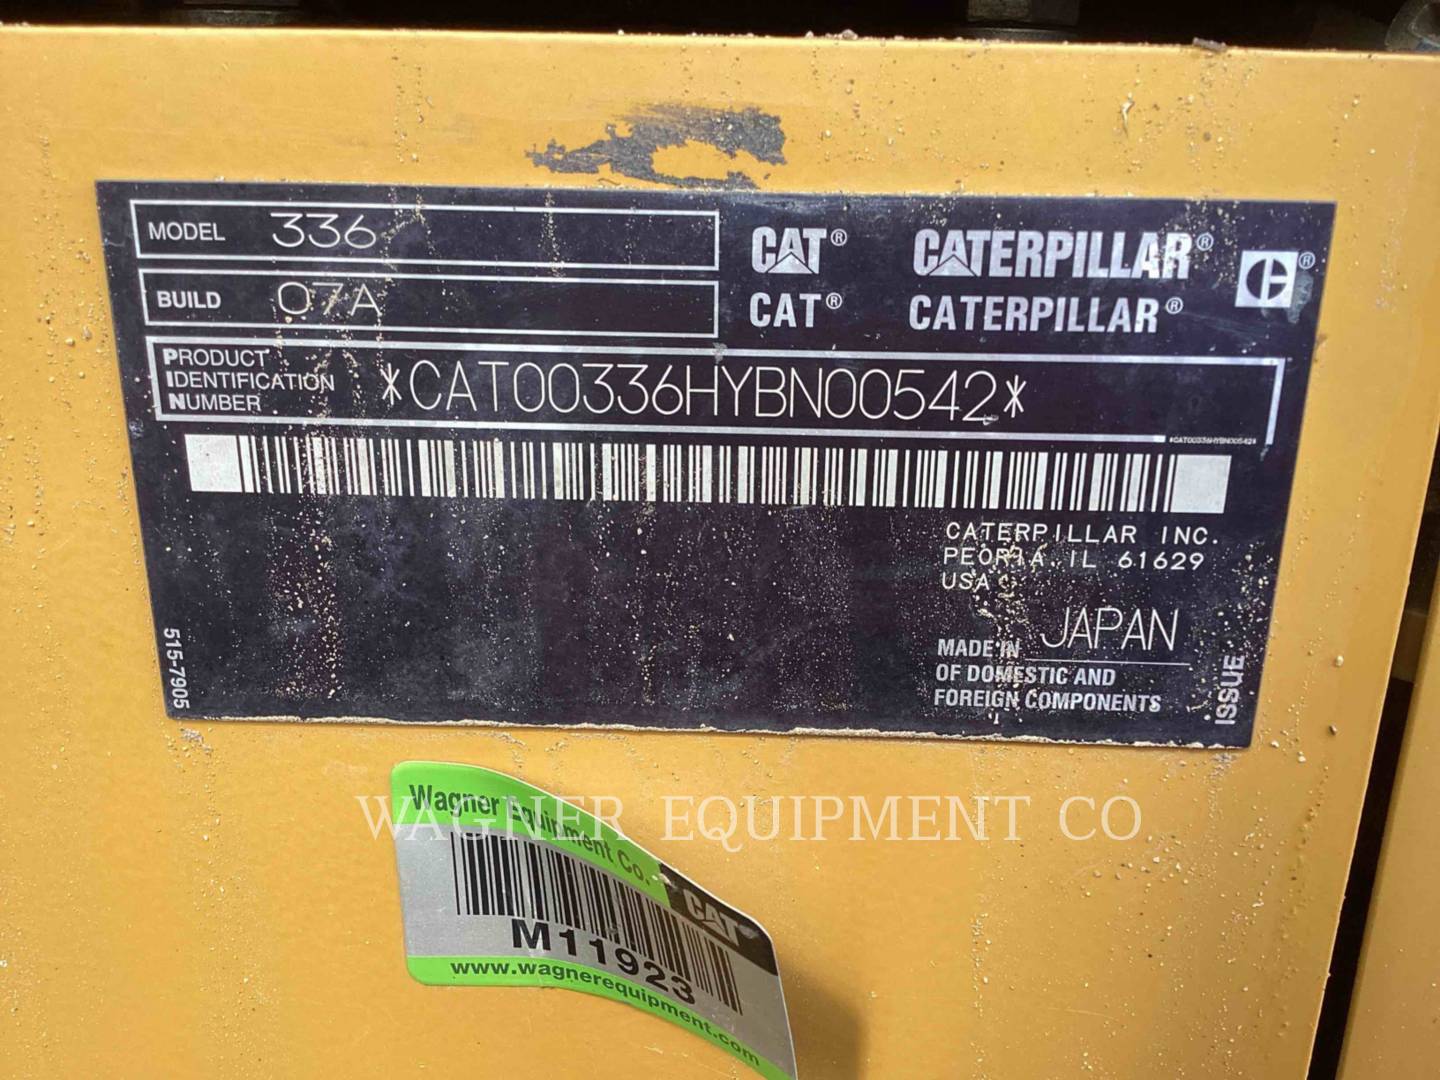 MODEL 336
BUILD 07A
CAT® CATERPILLAR® ®
CAT® CATERPILLAR®
PRODUCT
IDENTIFICATION
NUMBER
*CAT00336HYBN00542*
*CAT00336HYBN00542*
CATERPILLAR INC.
PEORIA IL 61629
USA
MADE IN JAPAN
OF DOMESTIC AND
FOREIGN COMPONENTS
515-7905
ISSUE
WAGNER EQUIPMENT CO
Wagner Equipment Co.
CAT
M11923
www.wagnerequipment.com